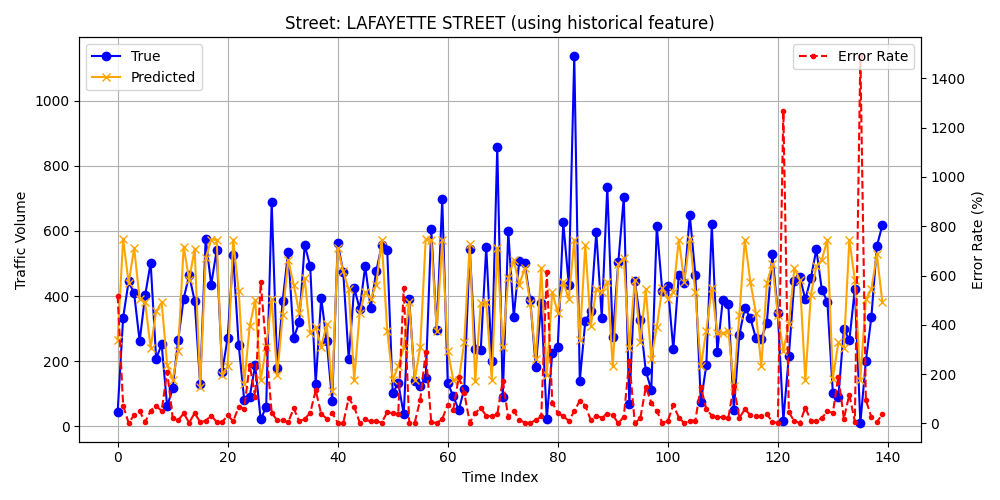 Street: LAFAYETTE STREET (using historical feature)
True
Predicted
Error Rate
Traffic Volume
0
200
400
600
800
1000
Error Rate (%)
0
200
400
600
800
1000
1200
1400
0 20 40 60 80 100 120 140
Time Index